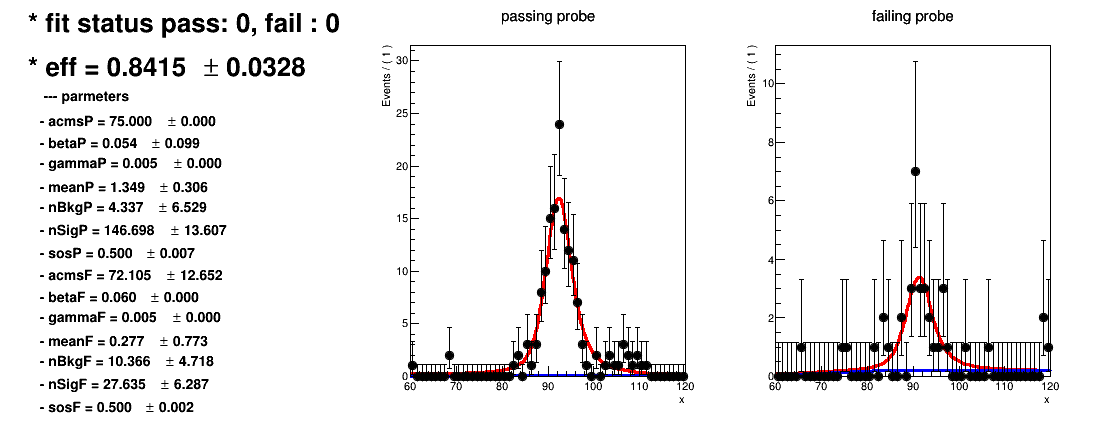 * fit status pass: 0, fail : 0
* eff = 0.8415 ± 0.0328
--- parmeters
- acmsP = 75.000 ± 0.000
- betaP = 0.054 ± 0.099
- gammaP = 0.005 ± 0.000
- meanP = 1.349 ± 0.306
- nBkgP = 4.337 ± 6.529
- nSigP = 146.698 ± 13.607
- sosP = 0.500 ± 0.007
- acmsF = 72.105 ± 12.652
- betaF = 0.060 ± 0.000
- gammaF = 0.005 ± 0.000
- meanF = 0.277 ± 0.773
- nBkgF = 10.366 ± 4.718
- nSigF = 27.635 ± 6.287
- sosF = 0.500 ± 0.002
passing probe
Events / ( 1 )
30
25
20
15
10
5
0
60 70 80 90 100 110 120
x
failing probe
Events / ( 1 )
10
8
6
4
2
0
60 70 80 90 100 110 120
x